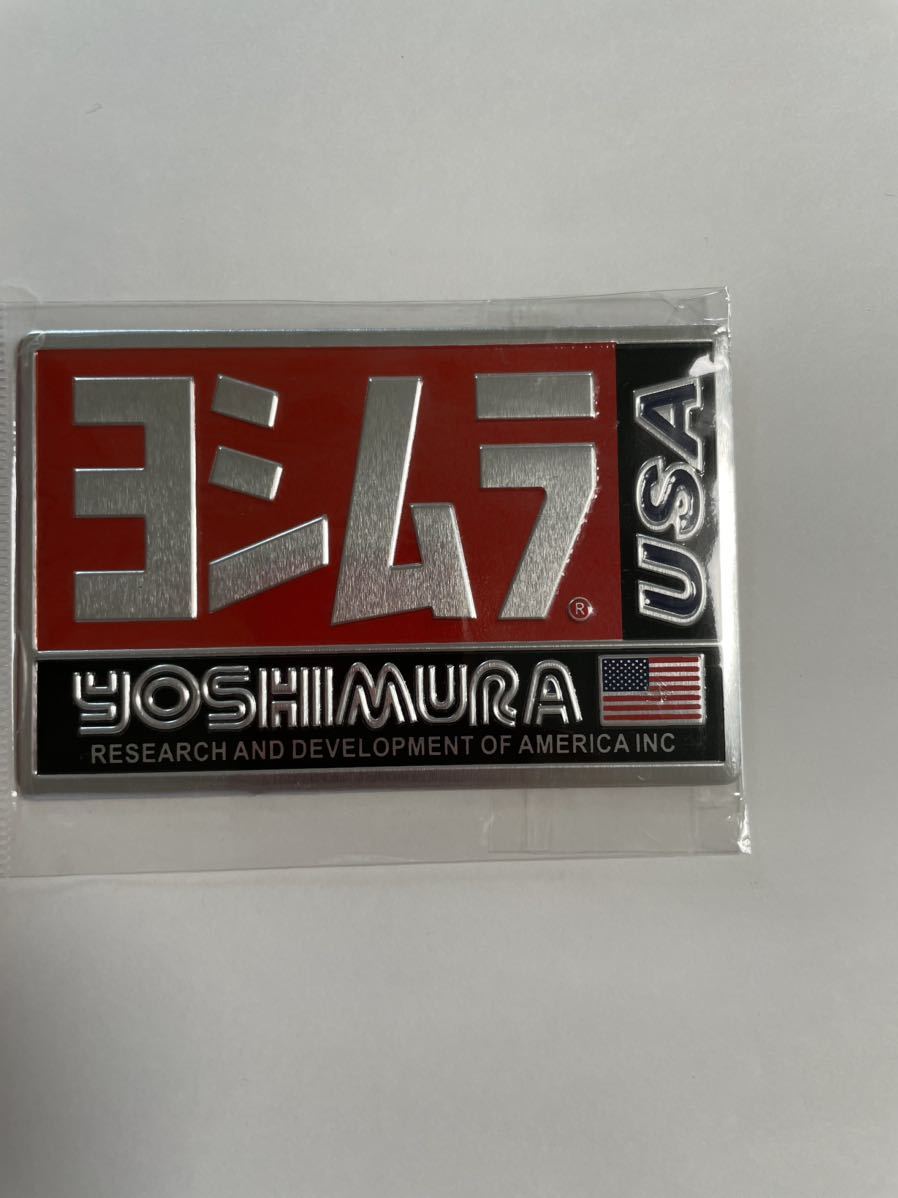 ヨシムラ®
USA
YOSHIMURA
RESEARCH AND DEVELOPMENT OF AMERICA INC